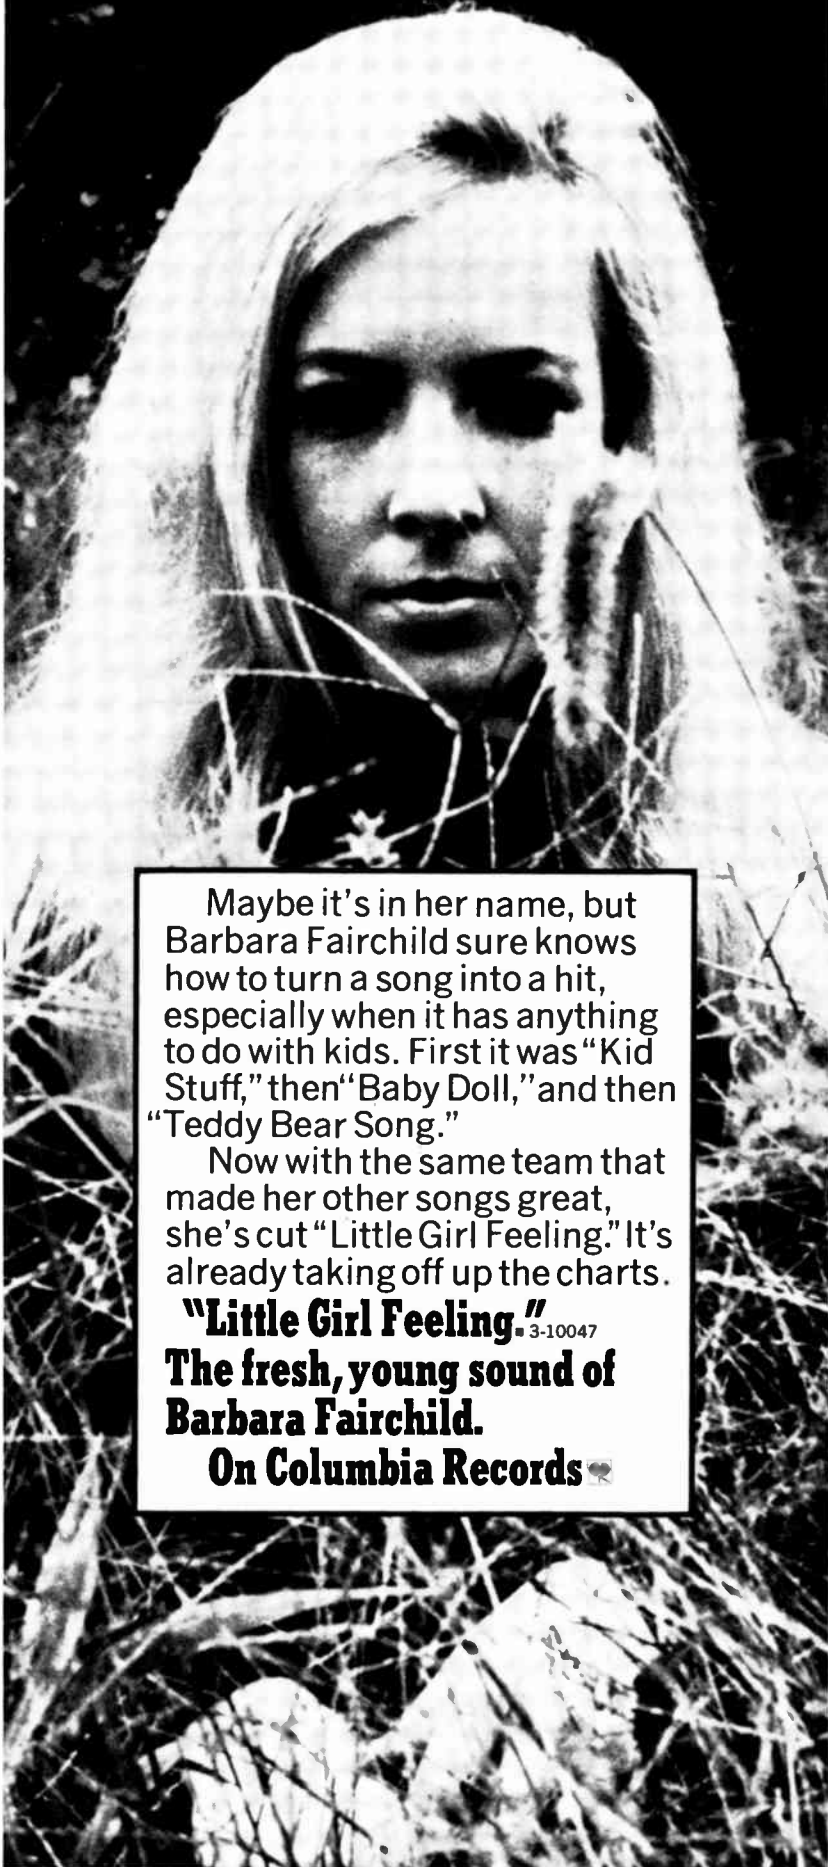 Maybe it's in her name, but
Barbara Fairchild sure knows
how to turn a song into a hit,
especially when it has anything
to do with kids. First it was "Kid
Stuff," then "Baby Doll," and then
"Teddy Bear Song."
Now with the same team that
made her other songs great,
she's cut "Little Girl Feeling." It's
already taking off up the charts.
"Little Girl Feeling." 3-10047
The fresh, young sound of
Barbara Fairchild.
On Columbia Records